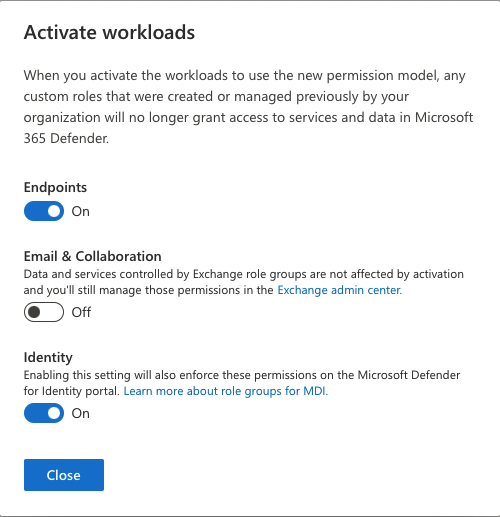 Activate workloads
When you activate the workloads to use the new permission model, any
custom roles that were created or managed previously by your
organization will no longer grant access to services and data in Microsoft
365 Defender.
Endpoints
On
Email & Collaboration
Data and services controlled by Exchange role groups are not affected by activation
and you'll still manage those permissions in the Exchange admin center.
Off
Identity
Enabling this setting will also enforce these permissions on the Microsoft Defender
for Identity portal. Learn more about role groups for MDI.
On
Close